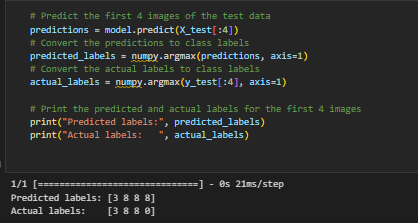 # Predict the first 4 images of the test data
predictions = model.predict(X_test[:4])
# Convert the predictions to class labels
predicted_labels = numpy.argmax(predictions, axis=1)
# Convert the actual labels to class labels
actual_labels = numpy.argmax(y_test[:4], axis=1)

# Print the predicted and actual labels for the first 4 images
print("Predicted labels:", predicted_labels)
print("Actual labels:   ", actual_labels)

1/1 [==============================] - 0s 21ms/step
Predicted labels: [3 8 8 8]
Actual labels:    [3 8 8 0]